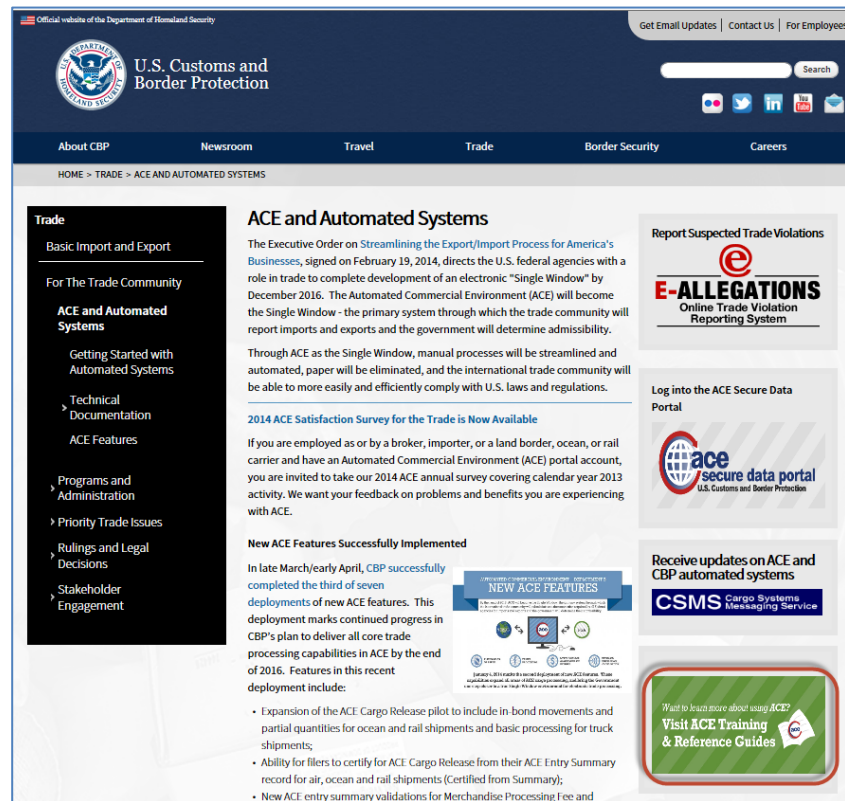 Official website of the Department of Homeland Security
Get Email Updates | Contact Us | For Employees
U.S. Customs and
Border Protection
Search
About CBP Newsroom Travel Trade Border Security Careers
HOME > TRADE > ACE AND AUTOMATED SYSTEMS
Trade
Basic Import and Export
For The Trade Community
ACE and Automated
Systems
Getting Started with
Automated Systems
Technical
Documentation
ACE Features
Programs and
Administration
Priority Trade Issues
Rulings and Legal
Decisions
Stakeholder
Engagement
ACE and Automated Systems
The Executive Order on Streamlining the Export/Import Process for America's
Businesses, signed on February 19, 2014, directs the U.S. federal agencies with a
role in trade to complete development of an electronic "Single Window" by
December 2016. The Automated Commercial Environment (ACE) will become
the Single Window - the primary system through which the trade community will
report imports and exports and the government will determine admissibility.
Through ACE as the Single Window, manual processes will be streamlined and
automated, paper will be eliminated, and the international trade community will
be able to more easily and efficiently comply with U.S. laws and regulations.
2014 ACE Satisfaction Survey for the Trade is Now Available
If you are employed as or by a broker, importer, or a land border, ocean, or rail
carrier and have an Automated Commercial Environment (ACE) portal account,
you are invited to take our 2014 ACE annual survey covering calendar year 2013
activity. We want your feedback on problems and benefits you are experiencing
with ACE.
New ACE Features Successfully Implemented
In late March/early April, CBP successfully
completed the third of seven
deployments of new ACE features. This
deployment marks continued progress in
CBP's plan to deliver all core trade
processing capabilities in ACE by the end
of 2016. Features in this recent
deployment include:
NEW ACE FEATURES
• Expansion of the ACE Cargo Release pilot to include in-bond movements and
partial quantities for ocean and rail shipments and basic processing for truck
shipments;
• Ability for filers to certify for ACE Cargo Release from their ACE Entry Summary
record for air, ocean and rail shipments (Certified from Summary);
• New ACE entry summary validations for Merchandise Processing Fee and
Report Suspected Trade Violations
e
E-ALLEGATIONS
Online Trade Violation
Reporting System
Log into the ACE Secure Data
Portal
ace
secure data portal
U.S. Customs and Border Protection
Receive updates on ACE and
CBP automated systems
CSMS Cargo Systems
Messaging Service
Want to learn more about using ACE?
Visit ACE Training
& Reference Guides